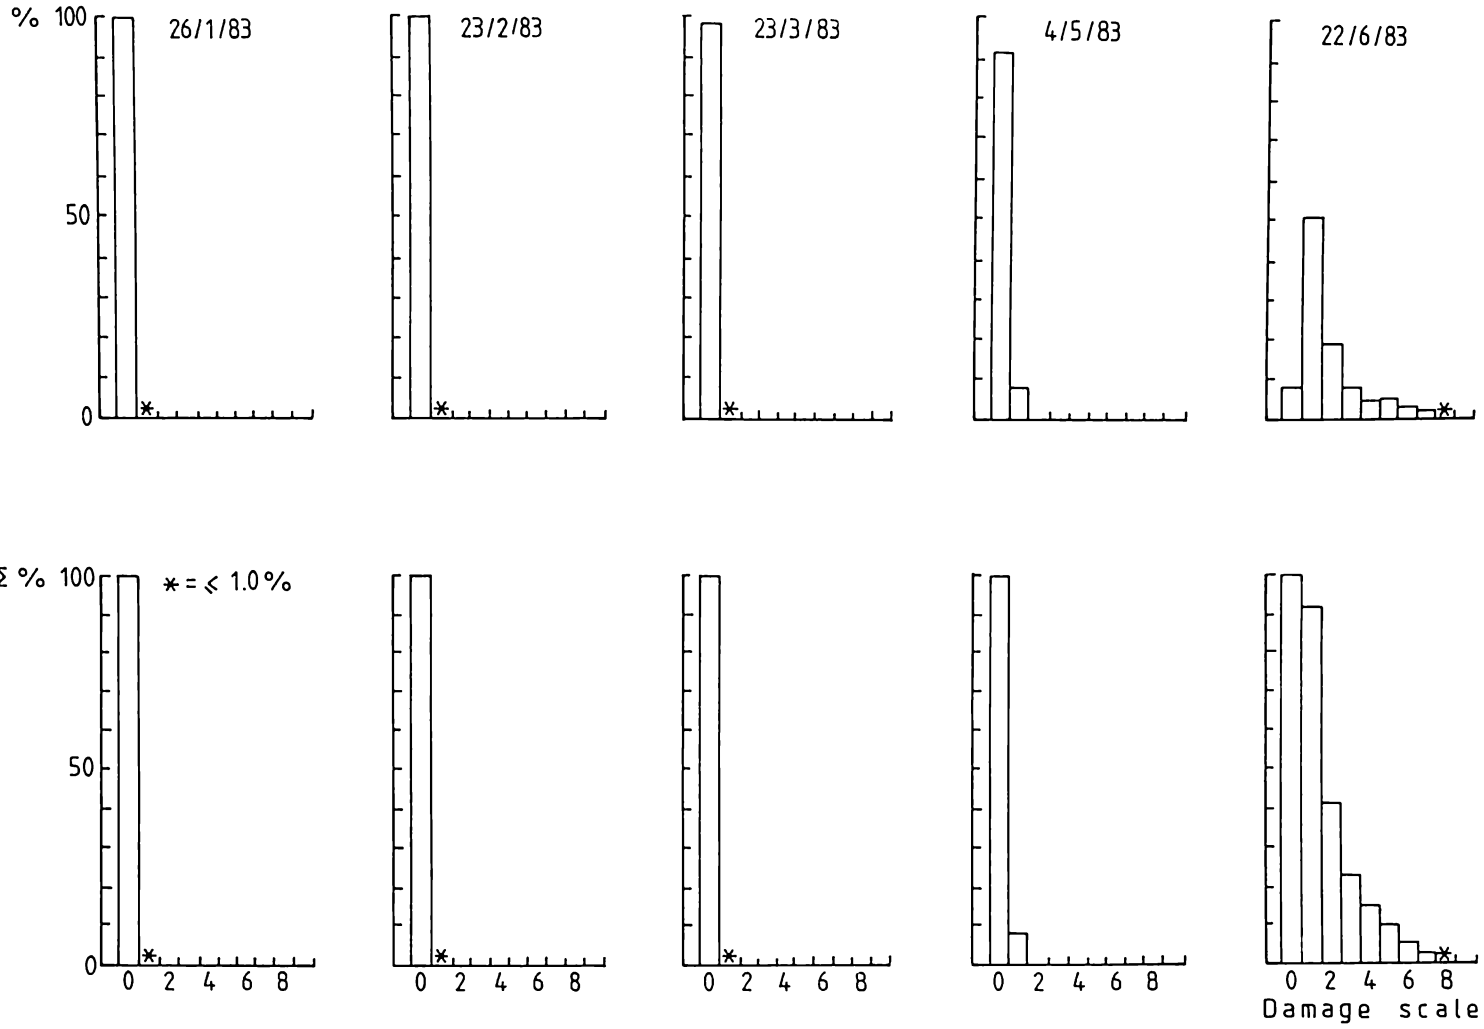 % 100 26/1/83 23/2/83 23/3/83 4/5/83 22/6/83
50
0 *  *  *  *
Σ % 100 * = ⩽ 1.0%
50
0 *  *  *  *
0 2 4 6 8 0 2 4 6 8 0 2 4 6 8 0 2 4 6 8 0 2 4 6 8
Damage scale